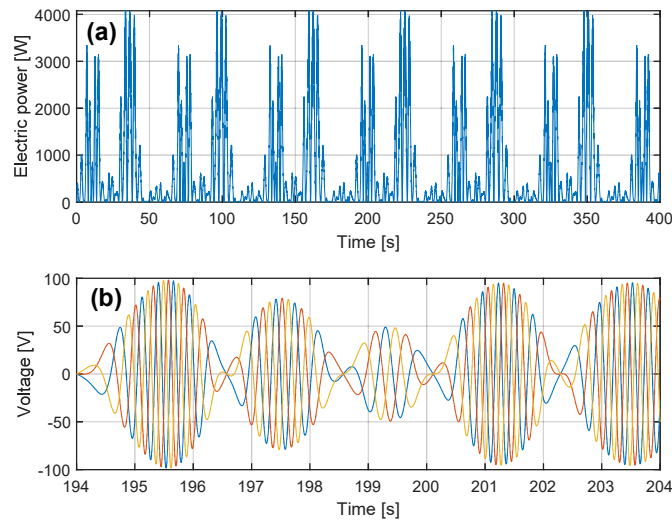 (a)
Electric power [W]
4000
3000
2000
1000
0
0 50 100 150 200 250 300 350 400
Time [s]
(b)
Voltage [V]
100
50
0
-50
-100
194 195 196 197 198 199 200 201 202 203 204
Time [s]